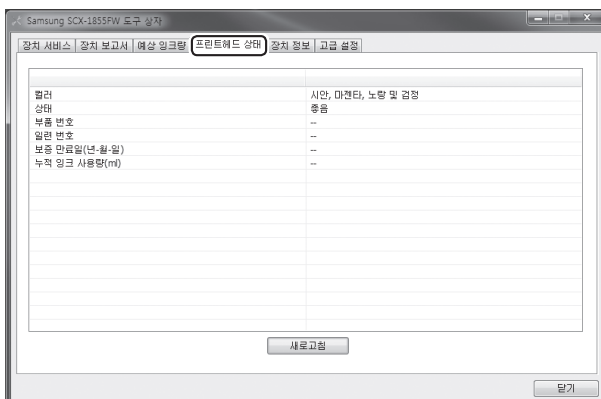 Samsung SCX-1855FW 도구 상자
장치 서비스 장치 보고서 예상 잉크량 프린트헤드 상태 장치 정보 고급 설정
컬러 시안, 마젠타, 노랑 및 검정
상태 좋음
부품 번호 --
일련 번호 --
보증 만료일(년-월-일) --
누적 잉크 사용량(ml) --
새로고침
닫기